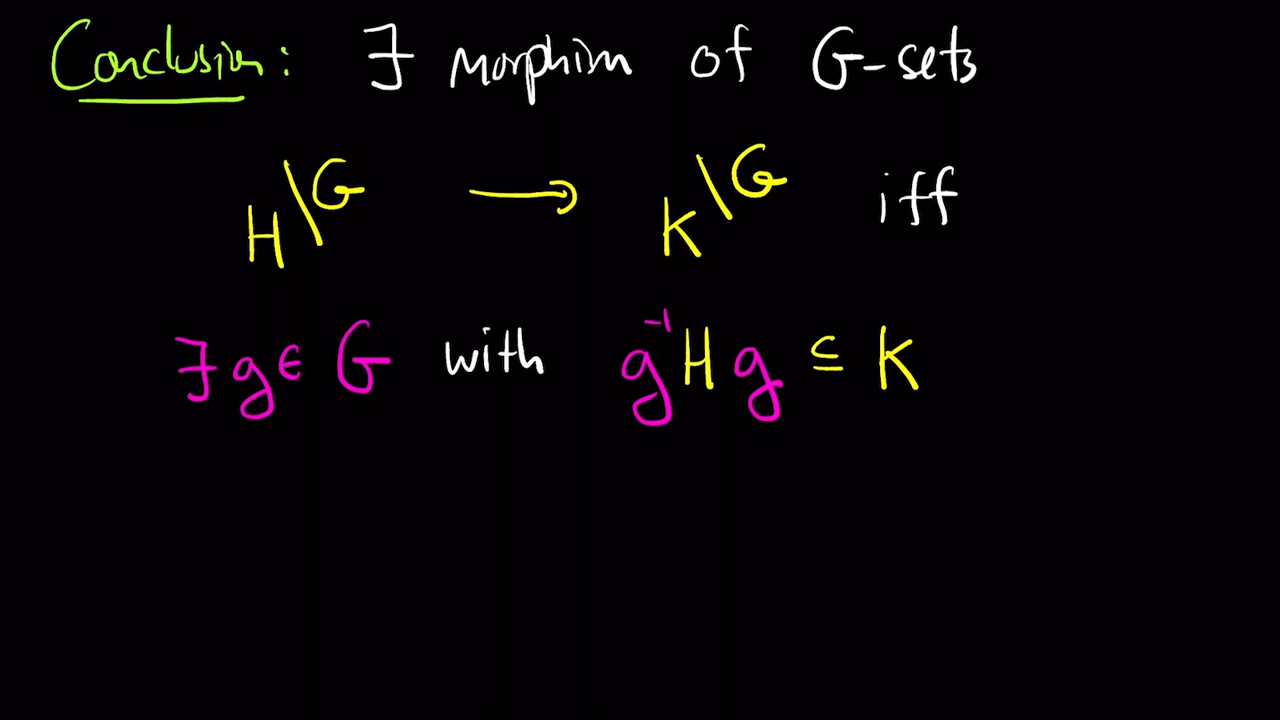 Conclusion: ∃ morphism of G-sets
H\G ⟶ K\G iff
∃ g ∈ G with g⁻¹Hg ⊆ K